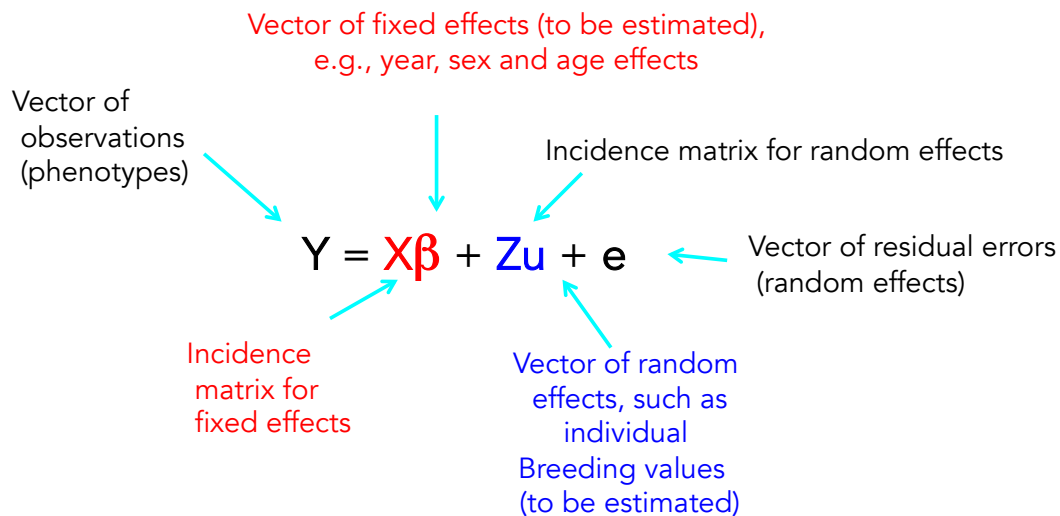 Vector of fixed effects (to be estimated),
e.g., year, sex and age effects
Vector of
observations
(phenotypes)
Incidence matrix for random effects
Y = Xβ + Zu + e
Vector of residual errors
(random effects)
Incidence
matrix for
fixed effects
Vector of random
effects, such as
individual
Breeding values
(to be estimated)